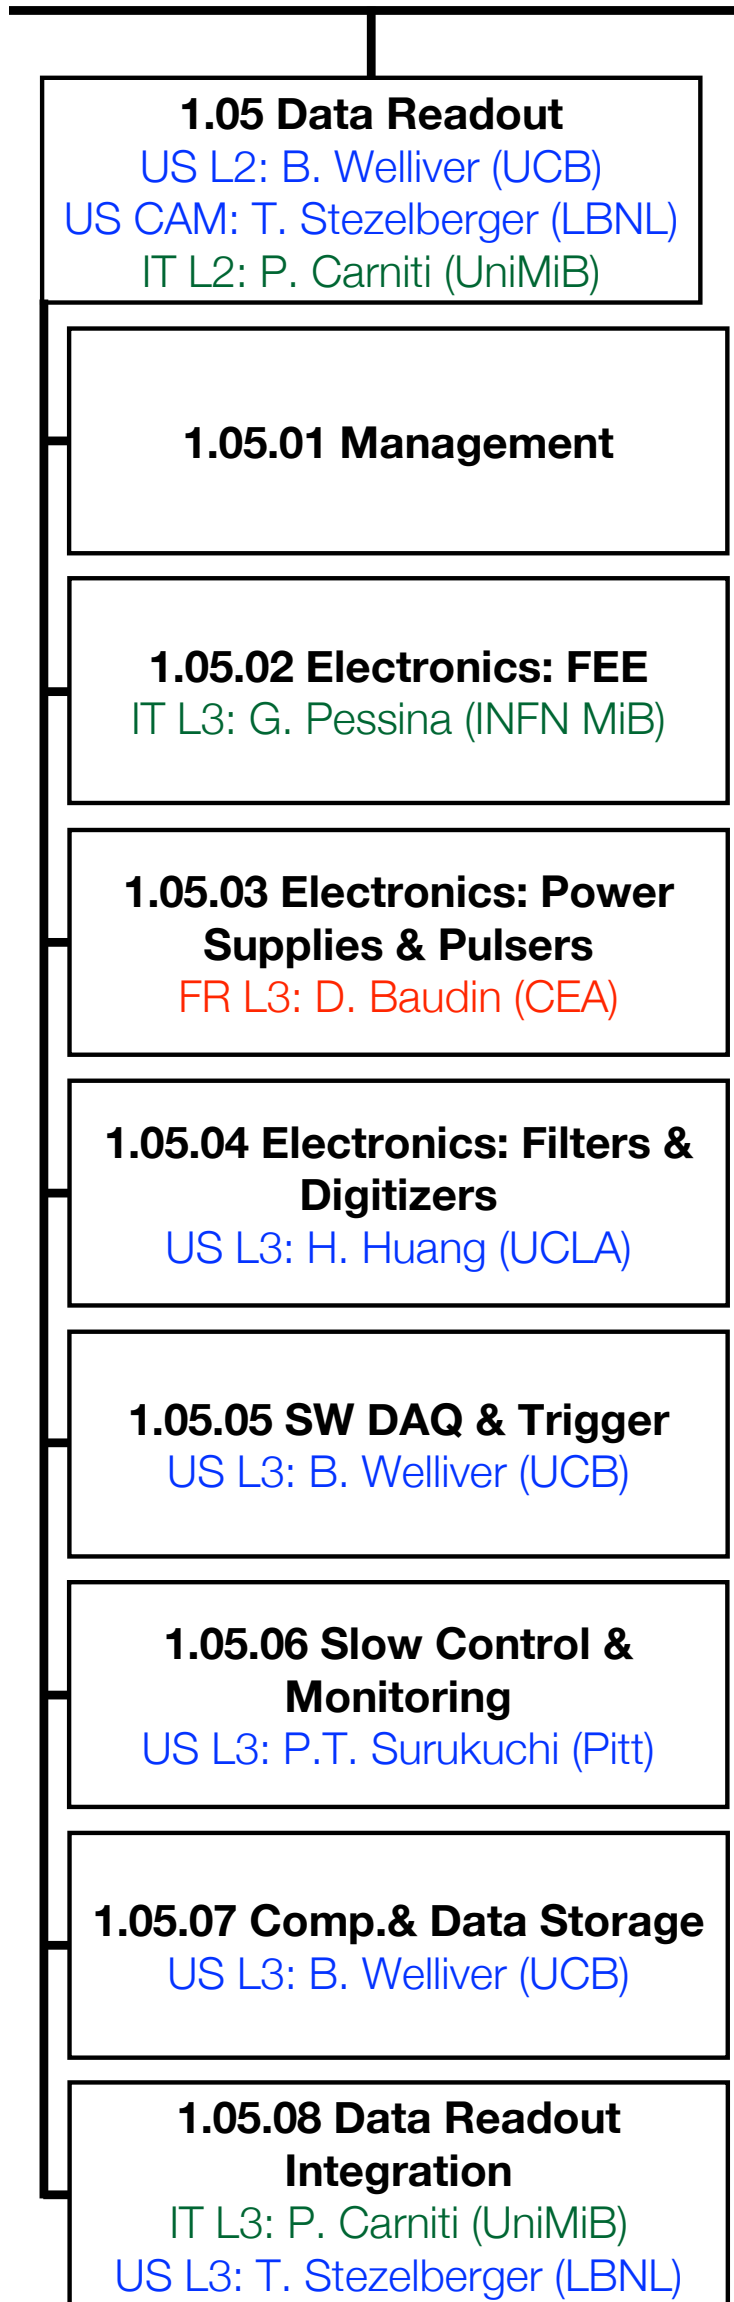 1.05 Data Readout
US L2: B. Welliver (UCB)
US CAM: T. Stezelberger (LBNL)
IT L2: P. Carniti (UniMiB)
1.05.01 Management
1.05.02 Electronics: FEE
IT L3: G. Pessina (INFN MiB)
1.05.03 Electronics: Power
Supplies & Pulsers
FR L3: D. Baudin (CEA)
1.05.04 Electronics: Filters &
Digitizers
US L3: H. Huang (UCLA)
1.05.05 SW DAQ & Trigger
US L3: B. Welliver (UCB)
1.05.06 Slow Control &
Monitoring
US L3: P.T. Surukuchi (Pitt)
1.05.07 Comp.& Data Storage
US L3: B. Welliver (UCB)
1.05.08 Data Readout
Integration
IT L3: P. Carniti (UniMiB)
US L3: T. Stezelberger (LBNL)